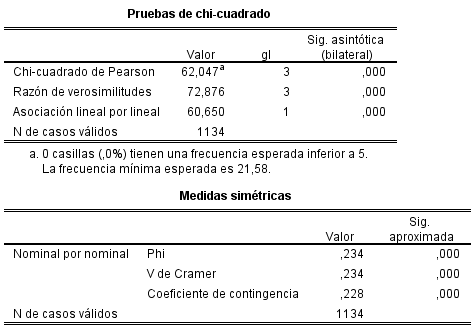 Pruebas de chi-cuadrado
Valor gl Sig. asintótica (bilateral)
Chi-cuadrado de Pearson 62,047a 3 ,000
Razón de verosimilitudes 72,876 3 ,000
Asociación lineal por lineal 60,650 1 ,000
N de casos válidos 1134
a. 0 casillas (,0%) tienen una frecuencia esperada inferior a 5.
La frecuencia mínima esperada es 21,58.
Medidas simétricas
Valor Sig. aproximada
Nominal por nominal Phi ,234 ,000
V de Cramer ,234 ,000
Coeficiente de contingencia ,228 ,000
N de casos válidos 1134